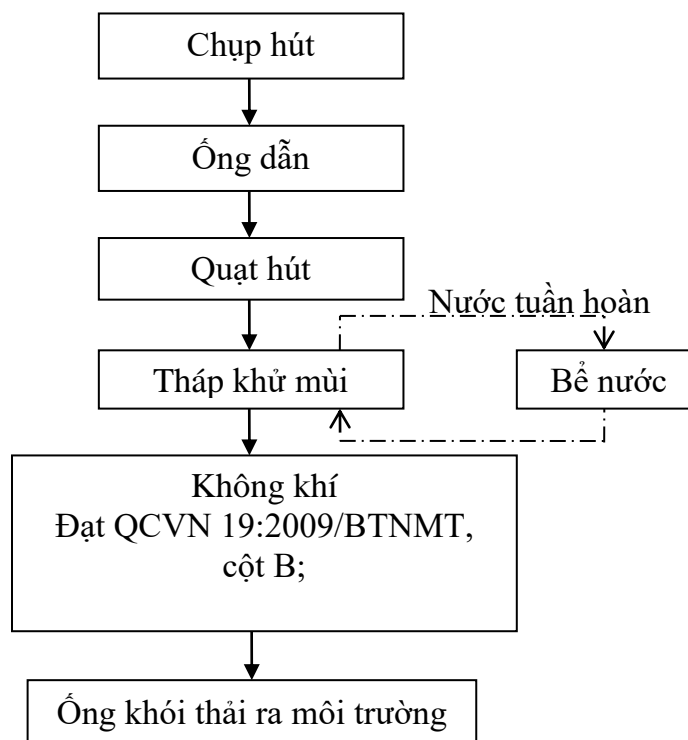 Chụp hút
Ống dẫn
Quạt hút
Nước tuần hoàn
Tháp khử mùi
Bể nước
Không khí
Đạt QCVN 19:2009/BTNMT,
cột B;
Ống khói thải ra môi trường